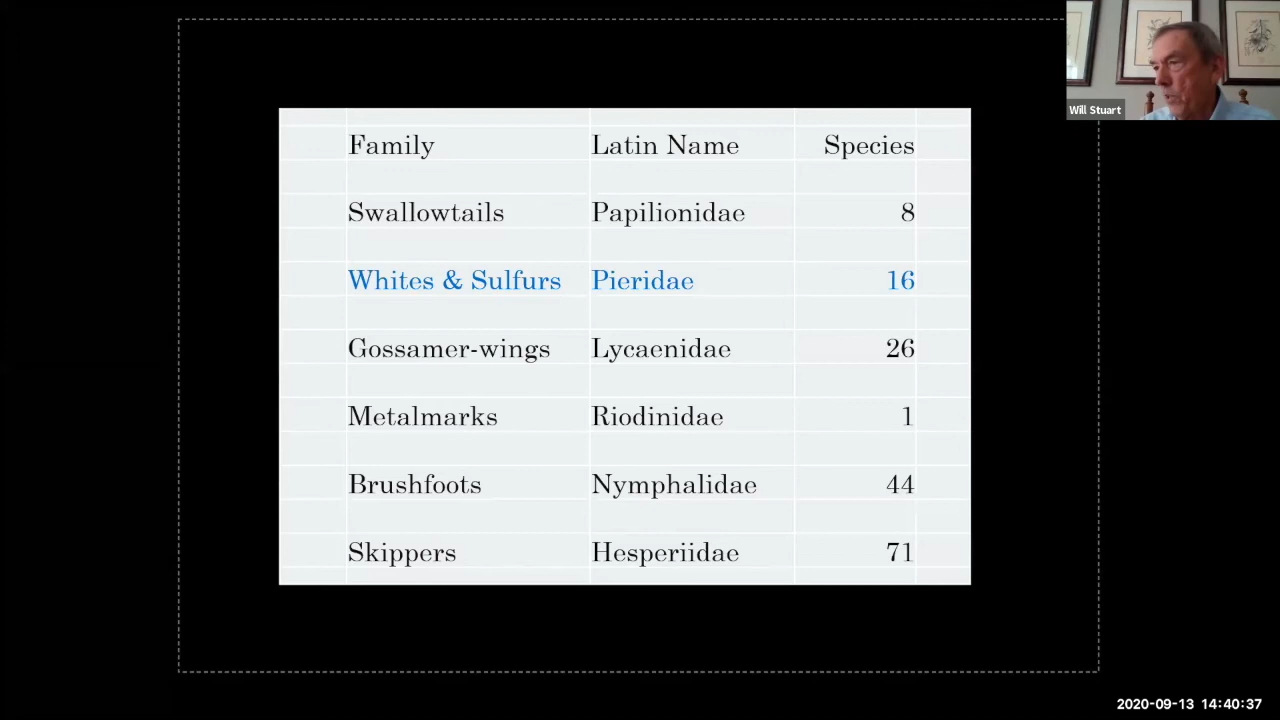 Will Stuart
Family Latin Name Species
Swallowtails Papilionidae 8
Whites & Sulfurs Pieridae 16
Gossamer-wings Lycaenidae 26
Metalmarks Riodinidae 1
Brushfoots Nymphalidae 44
Skippers Hesperiidae 71
2020-09-13 14:40:37